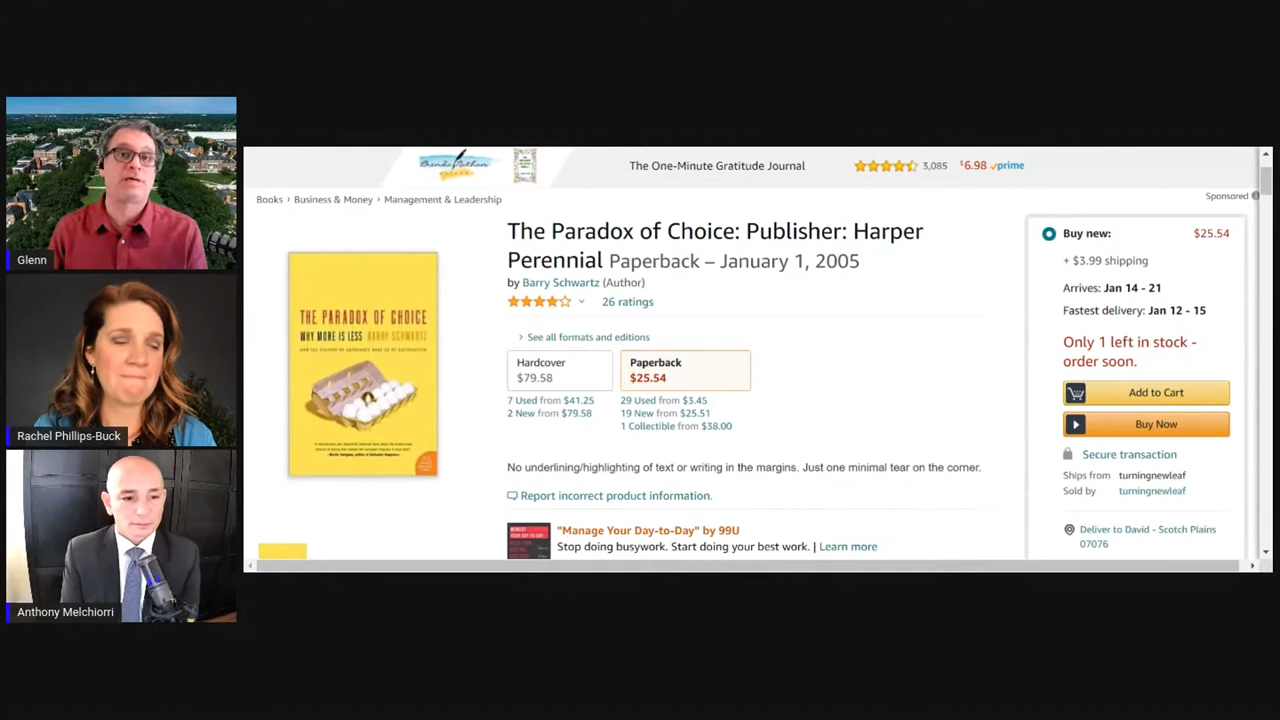 Glenn
Rachel Phillips-Buck
Anthony Melchiorri
The One-Minute Gratitude Journal
3,085
$6.98 prime
Sponsored
Books › Business & Money › Management & Leadership
THE PARADOX OF CHOICE
WHY MORE IS LESS BARRY SCHWARTZ
The Paradox of Choice: Publisher: Harper
Perennial Paperback – January 1, 2005
by Barry Schwartz (Author)
26 ratings
› See all formats and editions
Hardcover
$79.58
7 Used from $41.25
2 New from $79.58
Paperback
$25.54
29 Used from $3.45
19 New from $25.51
1 Collectible from $38.00
No underlining/highlighting of text or writing in the margins. Just one minimal tear on the corner.
Report incorrect product information.
"Manage Your Day-to-Day" by 99U
Stop doing busywork. Start doing your best work. | Learn more
Buy new: $25.54
+ $3.99 shipping
Arrives: Jan 14 - 21
Fastest delivery: Jan 12 - 15
Only 1 left in stock -
order soon.
Add to Cart
Buy Now
Secure transaction
Ships from turningnewleaf
Sold by turningnewleaf
Deliver to David - Scotch Plains
07076